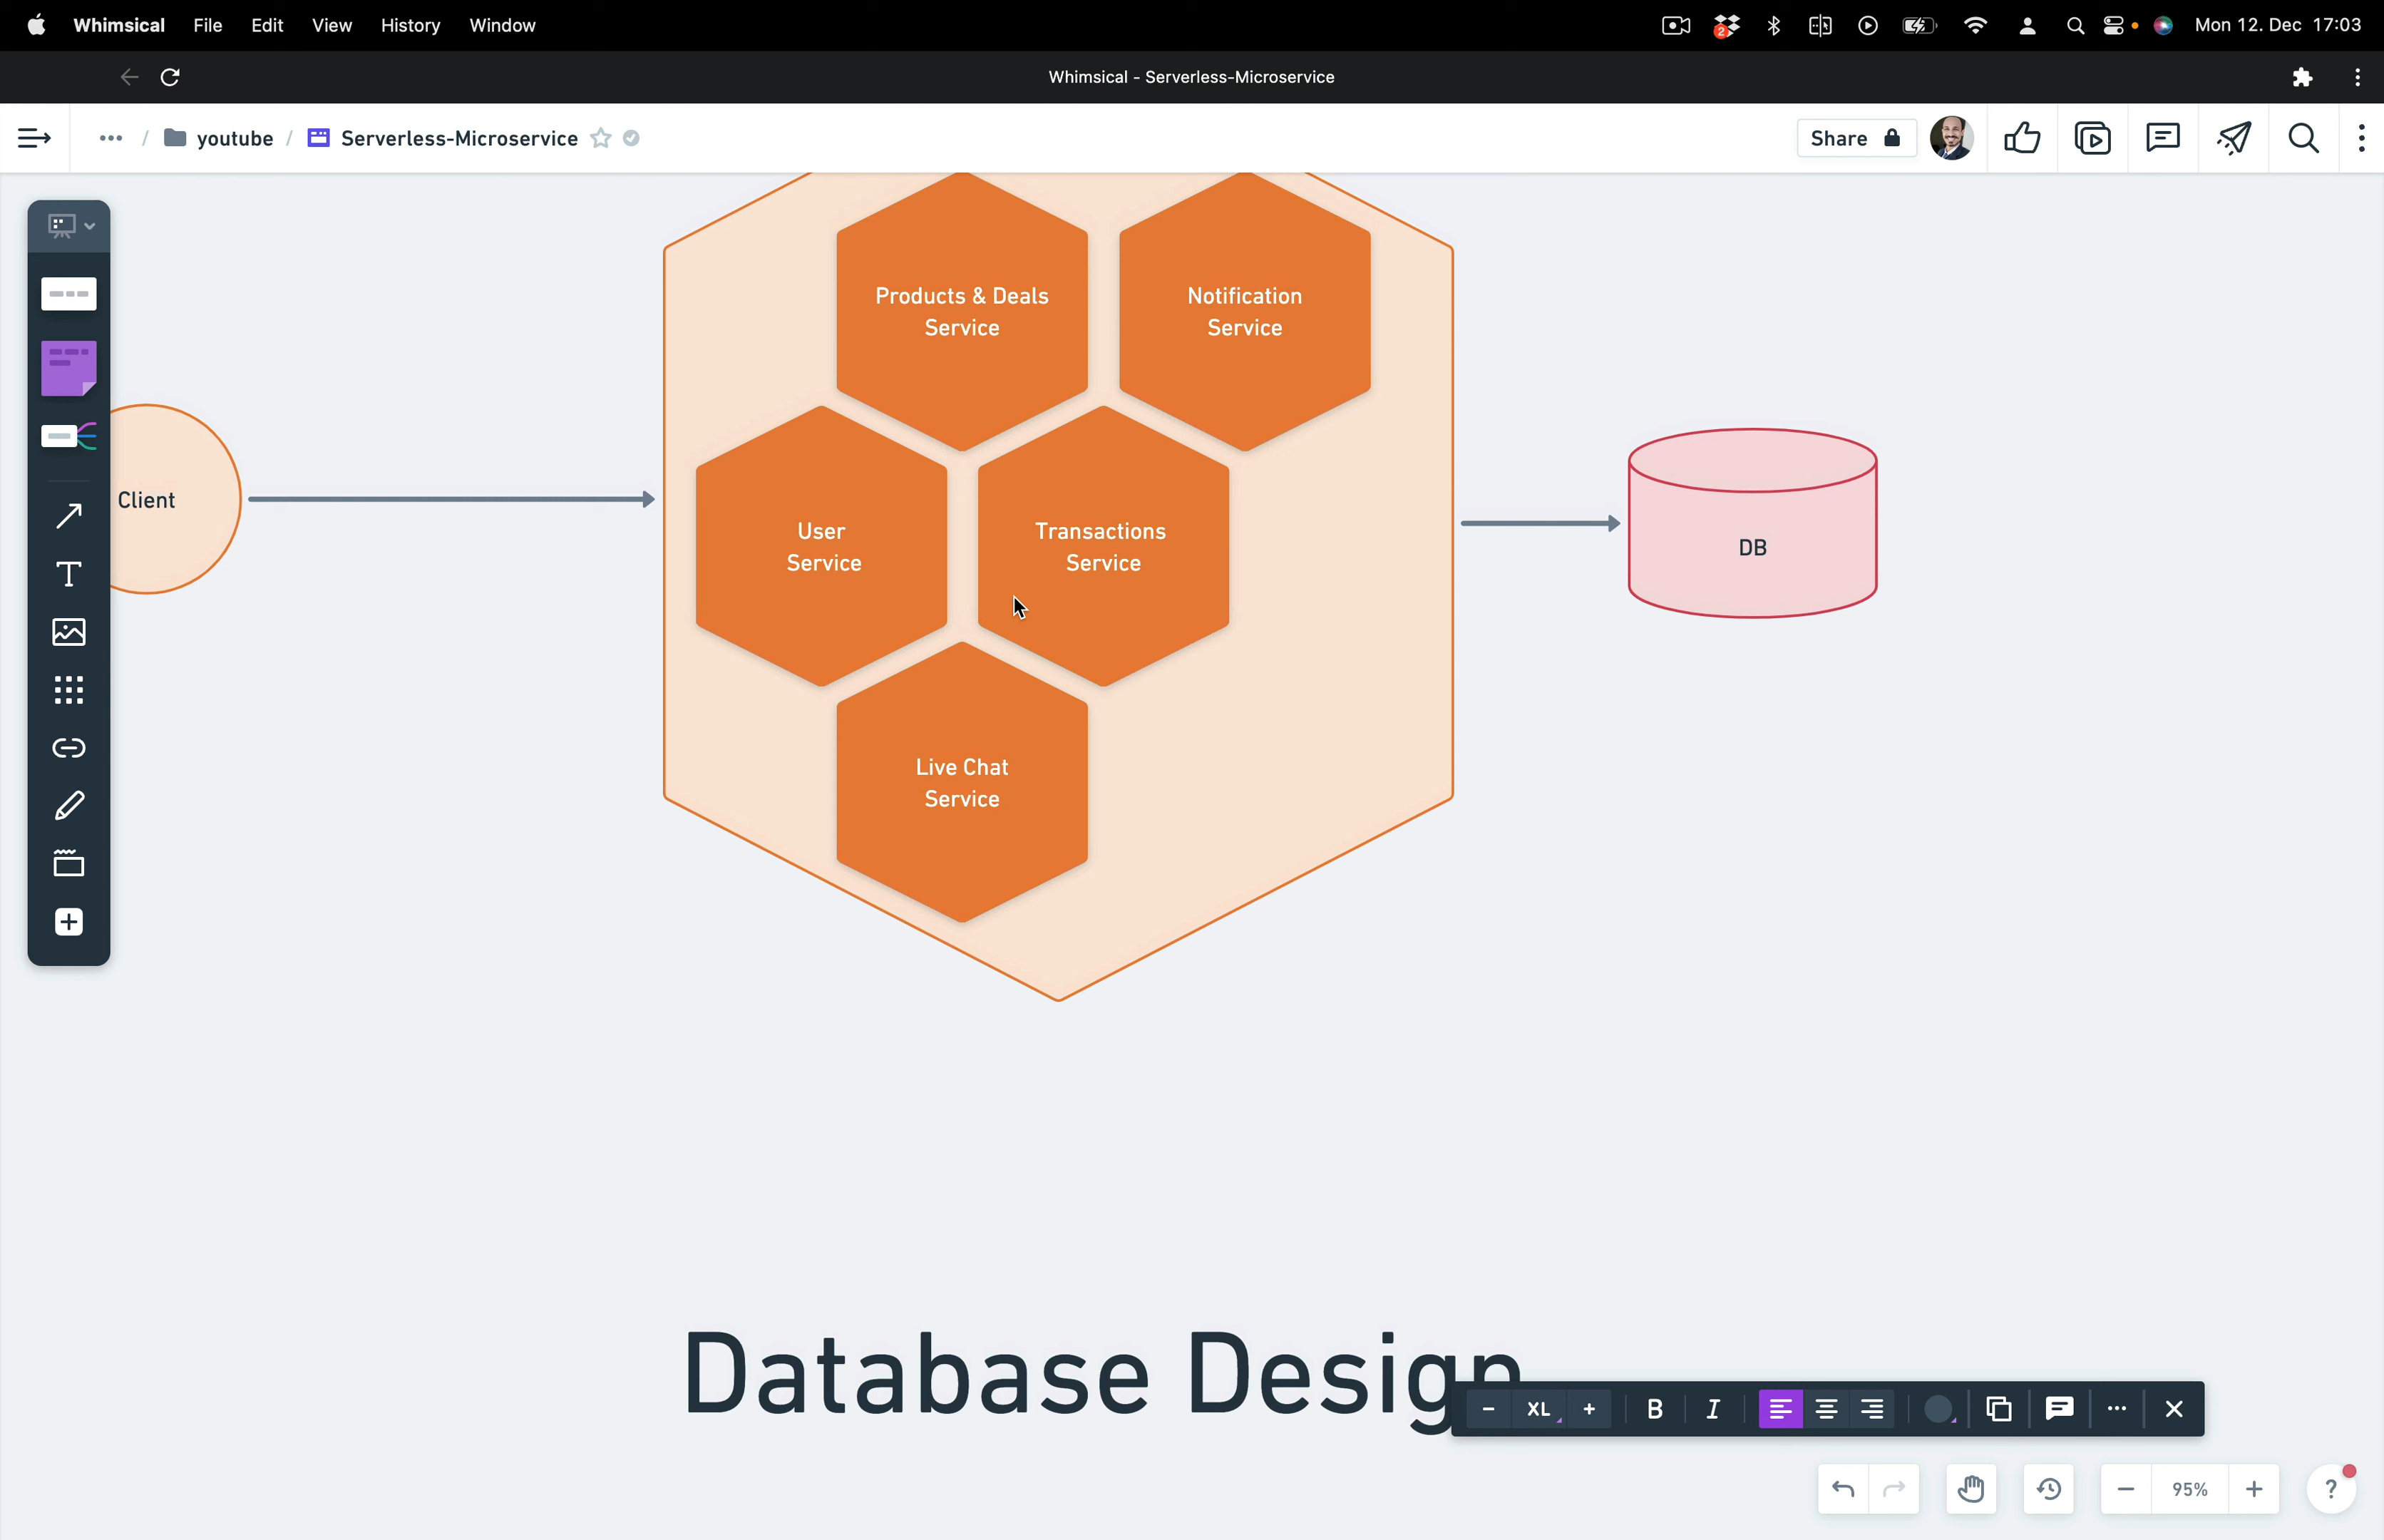 Whimsical File Edit View History Window
2
Mon 12. Dec 17:03
Whimsical - Serverless-Microservice
... / youtube / Serverless-Microservice
Share
Products & Deals
Service
Notification
Service
Client
User
Service
Transactions
Service
DB
Live Chat
Service
Database Design
- XL + B I
95%
?